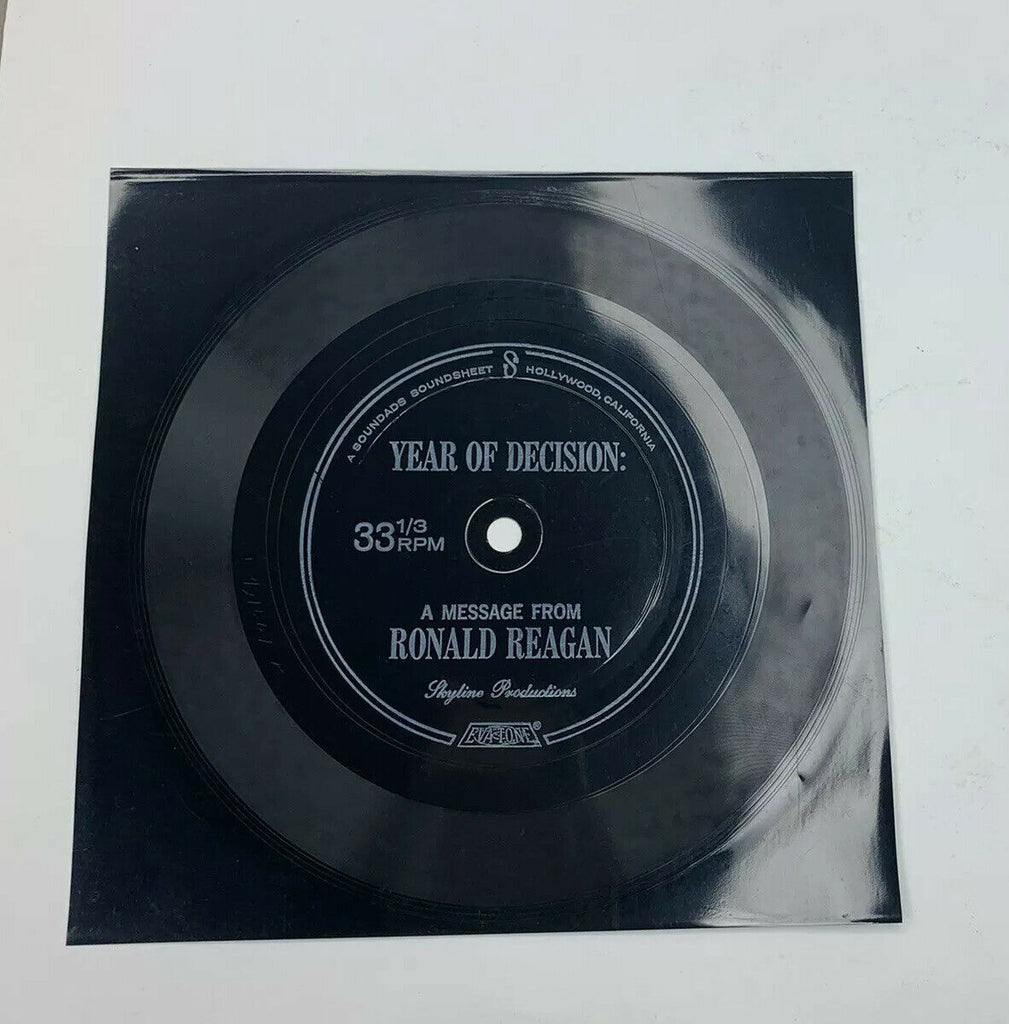 A SOUNDADS SOUNDSHEET S HOLLYWOOD, CALIFORNIA
YEAR OF DECISION:
33 1/3 RPM
A MESSAGE FROM
RONALD REAGAN
Skyline Productions
EVA-TONE®